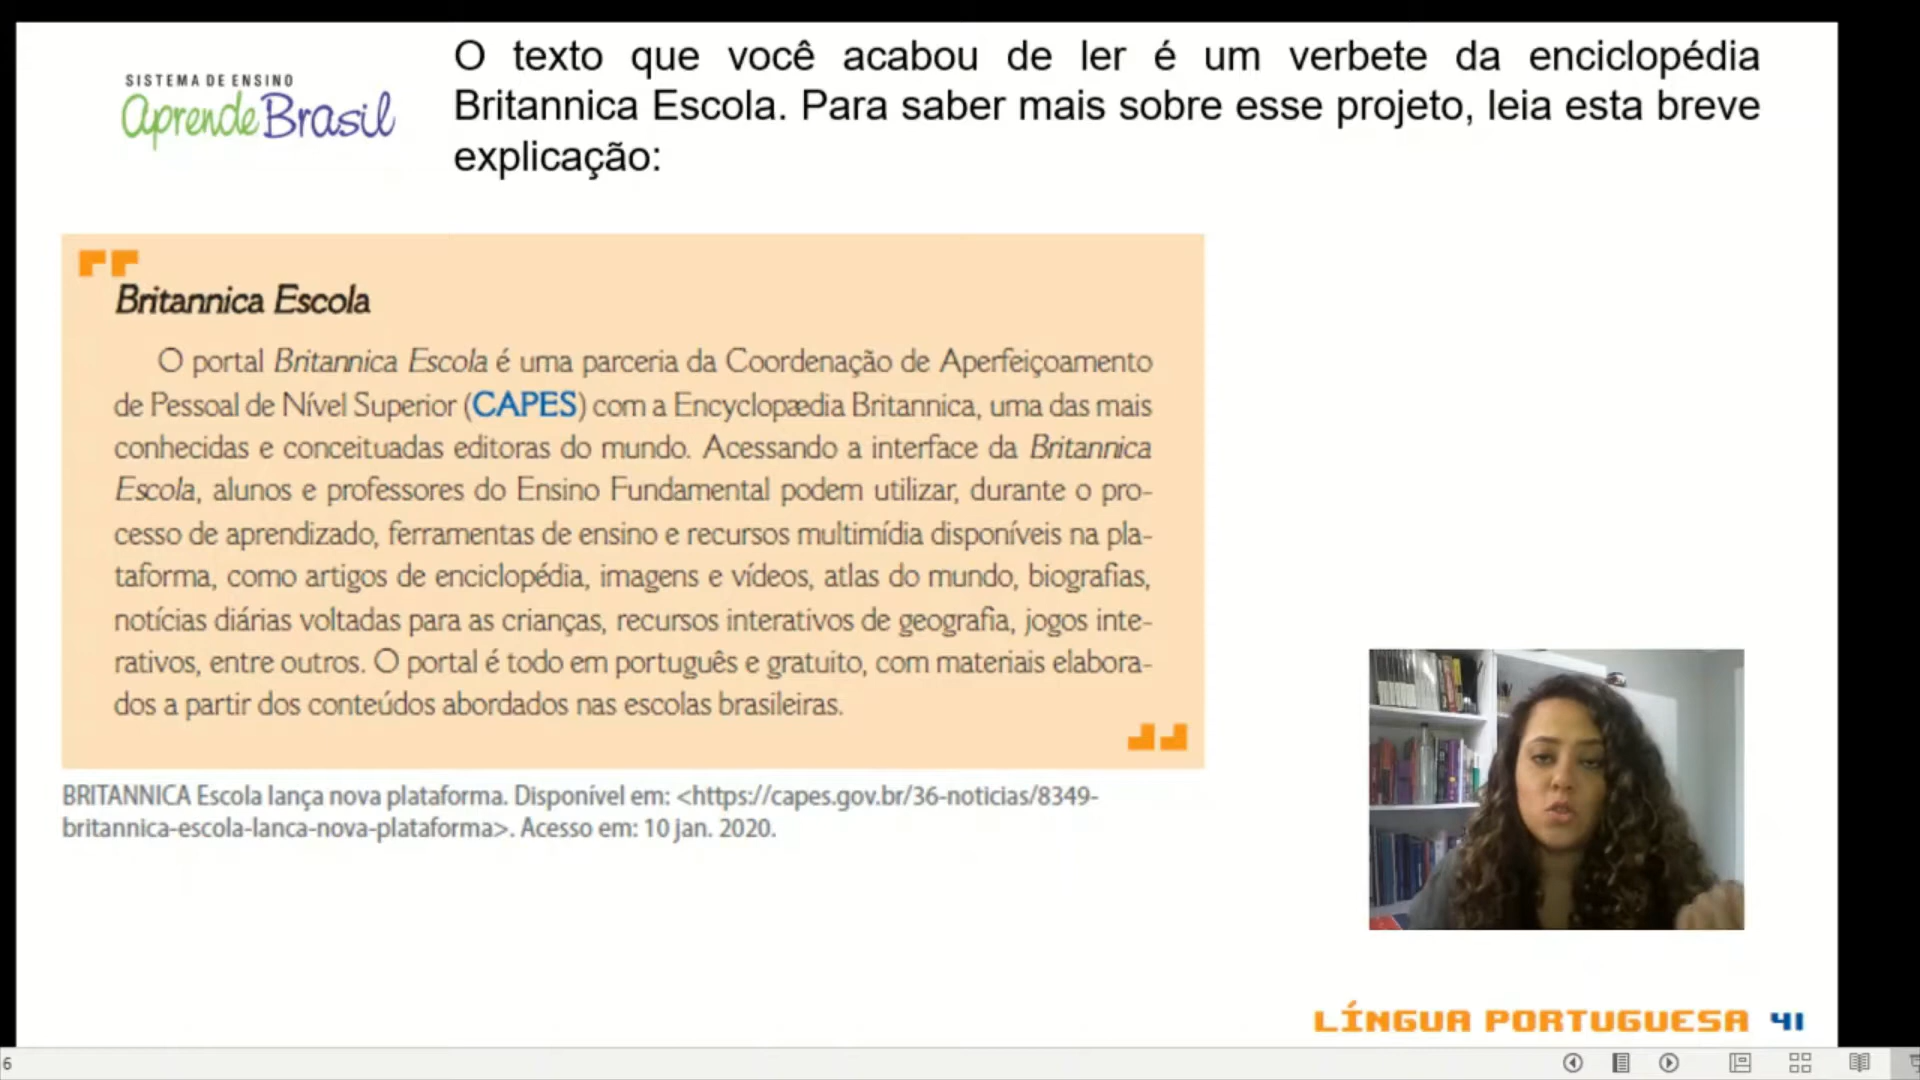 SISTEMA DE ENSINO
aprende Brasil
O texto que você acabou de ler é um verbete da enciclopédia
Britannica Escola. Para saber mais sobre esse projeto, leia esta breve
explicação:
Britannica Escola
O portal Britannica Escola é uma parceria da Coordenação de Aperfeiçoamento
de Pessoal de Nível Superior (CAPES) com a Encyclopædia Britannica, uma das mais
conhecidas e conceituadas editoras do mundo. Acessando a interface da Britannica
Escola, alunos e professores do Ensino Fundamental podem utilizar, durante o pro-
cesso de aprendizado, ferramentas de ensino e recursos multimídia disponíveis na pla-
taforma, como artigos de enciclopédia, imagens e vídeos, atlas do mundo, biografias,
notícias diárias voltadas para as crianças, recursos interativos de geografia, jogos inte-
rativos, entre outros. O portal é todo em português e gratuito, com materiais elabora-
dos a partir dos conteúdos abordados nas escolas brasileiras.
BRITANNICA Escola lança nova plataforma. Disponível em: <https://capes.gov.br/36-noticias/8349-
britannica-escola-lanca-nova-plataforma>. Acesso em: 10 jan. 2020.
LÍNGUA PORTUGUESA 41
6